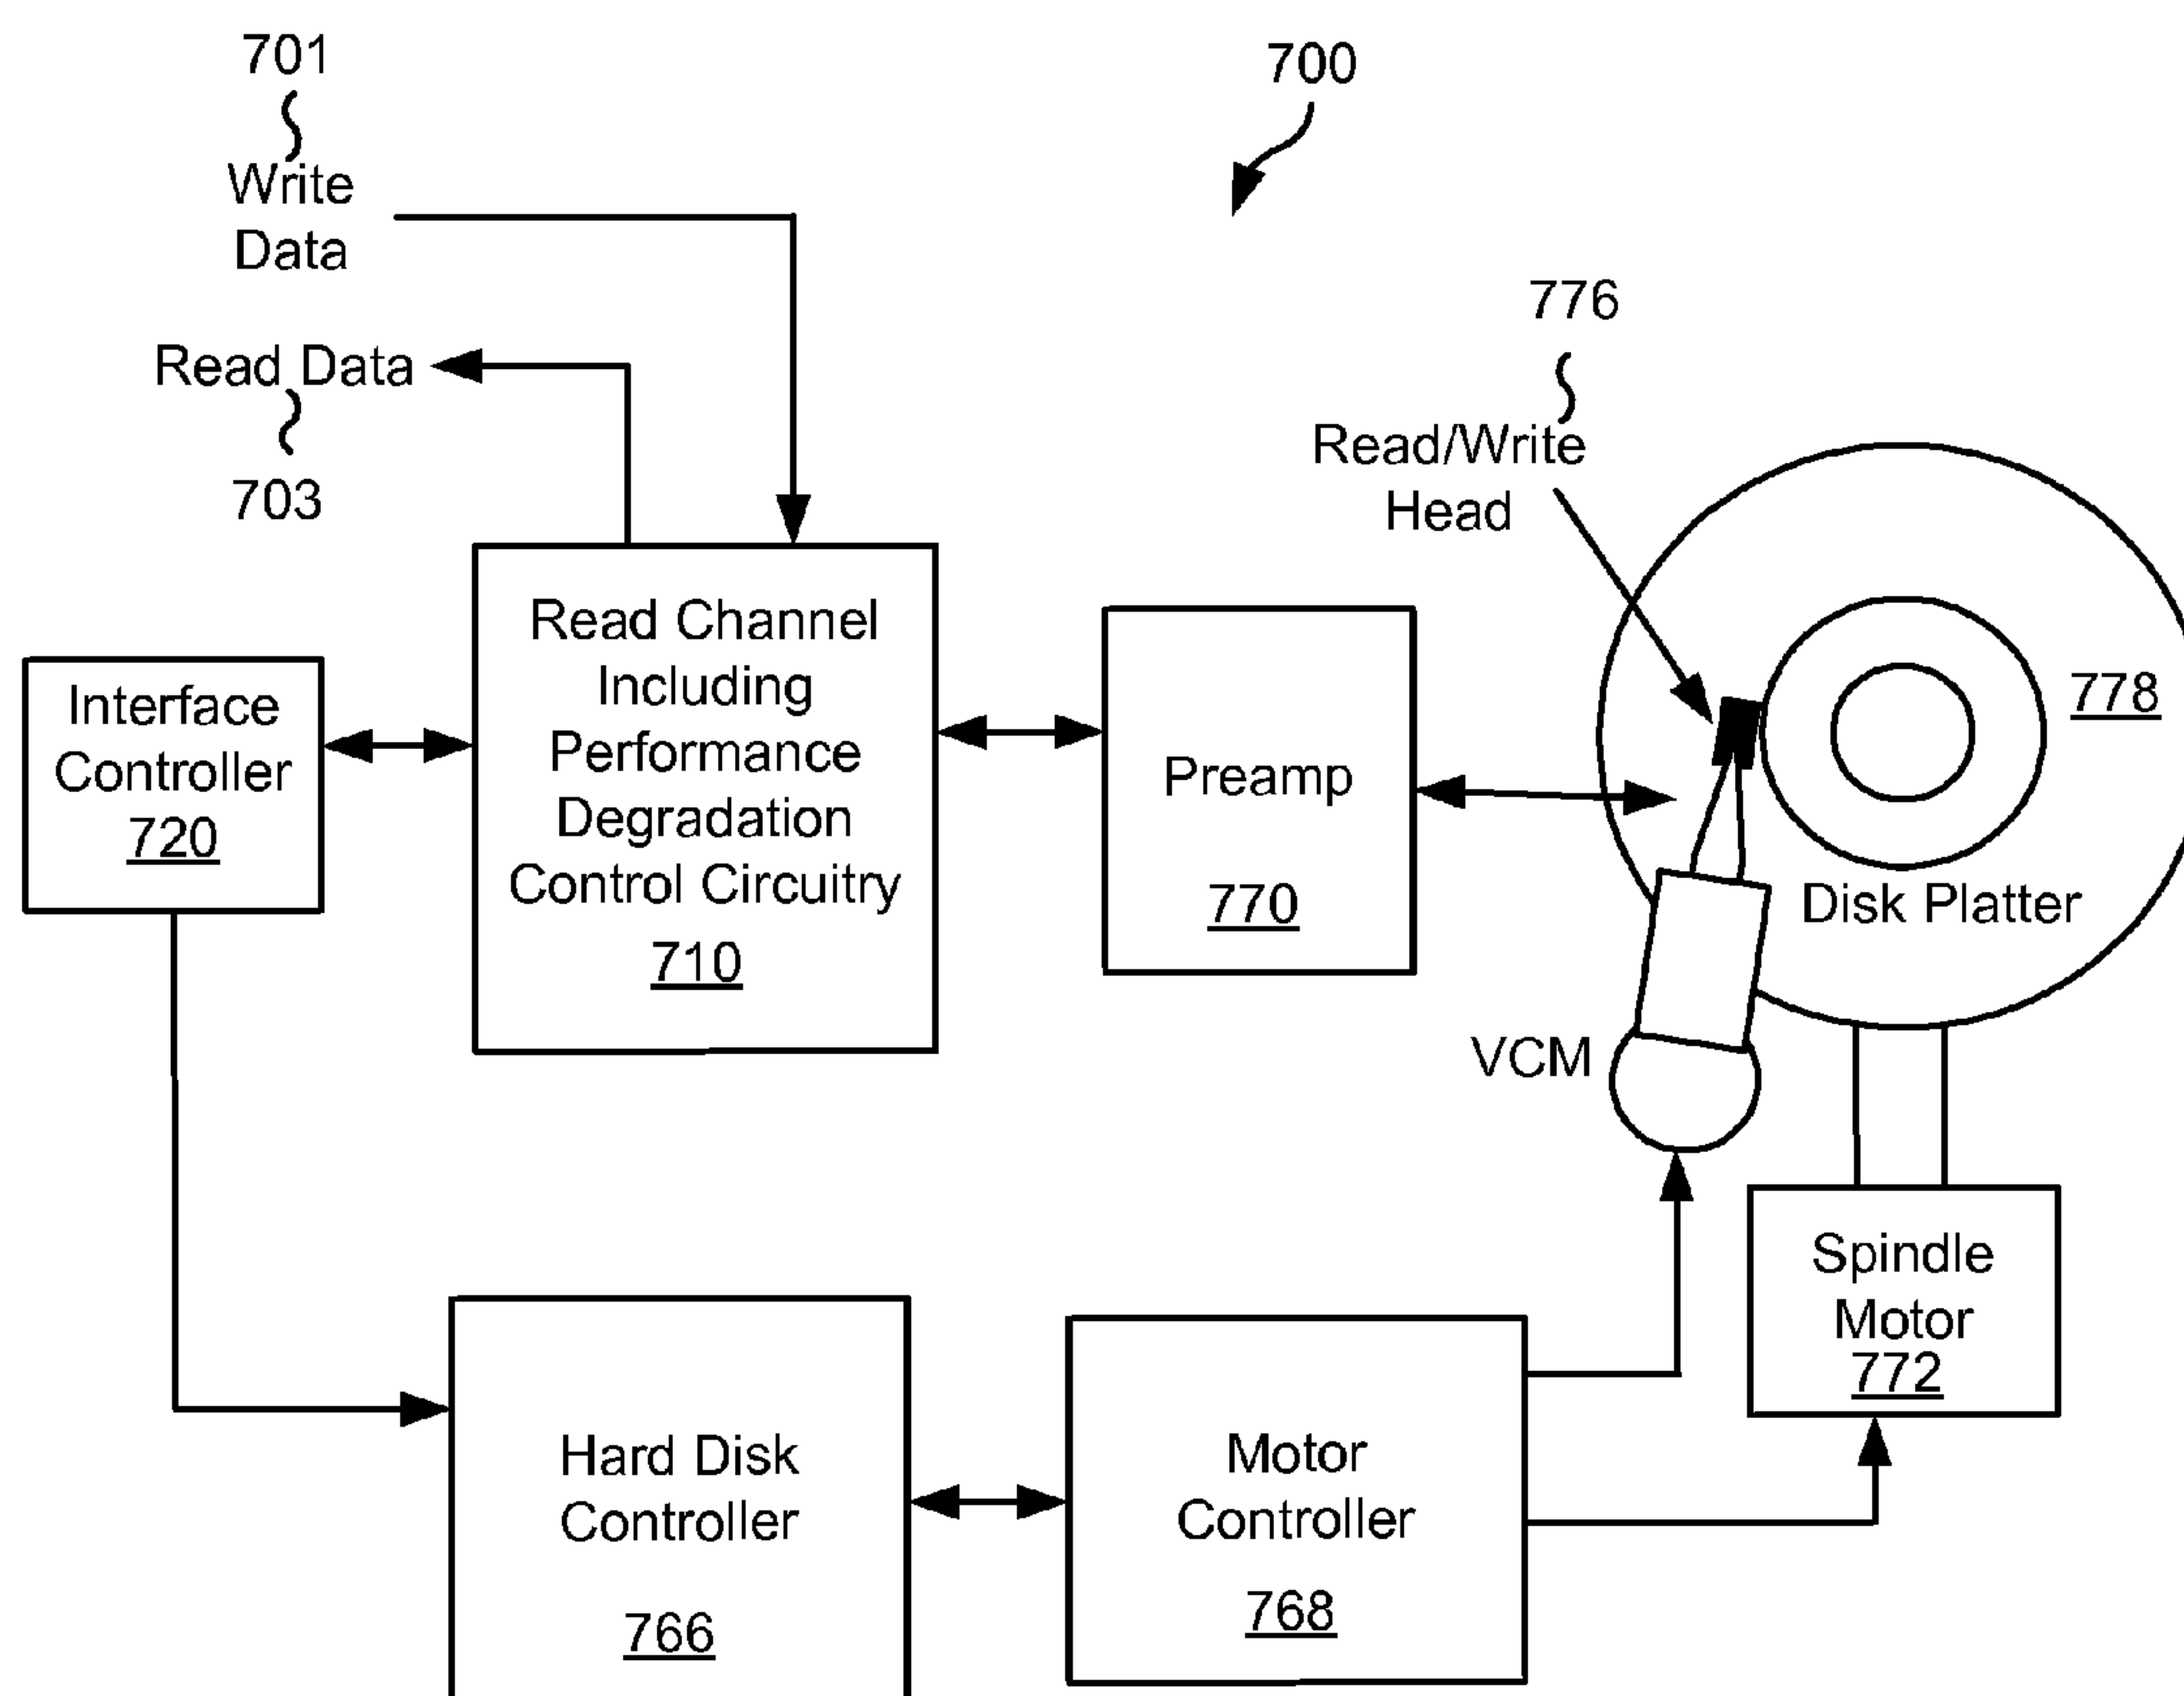 701
Write
Data
700
Read Data
703
776
Read/Write
Head
Interface
Controller
720
Read Channel
Including
Performance
Degradation
Control Circuitry
710
Preamp
770
778
Disk Platter
VCM
Spindle
Motor
772
Hard Disk
Controller
766
Motor
Controller
768